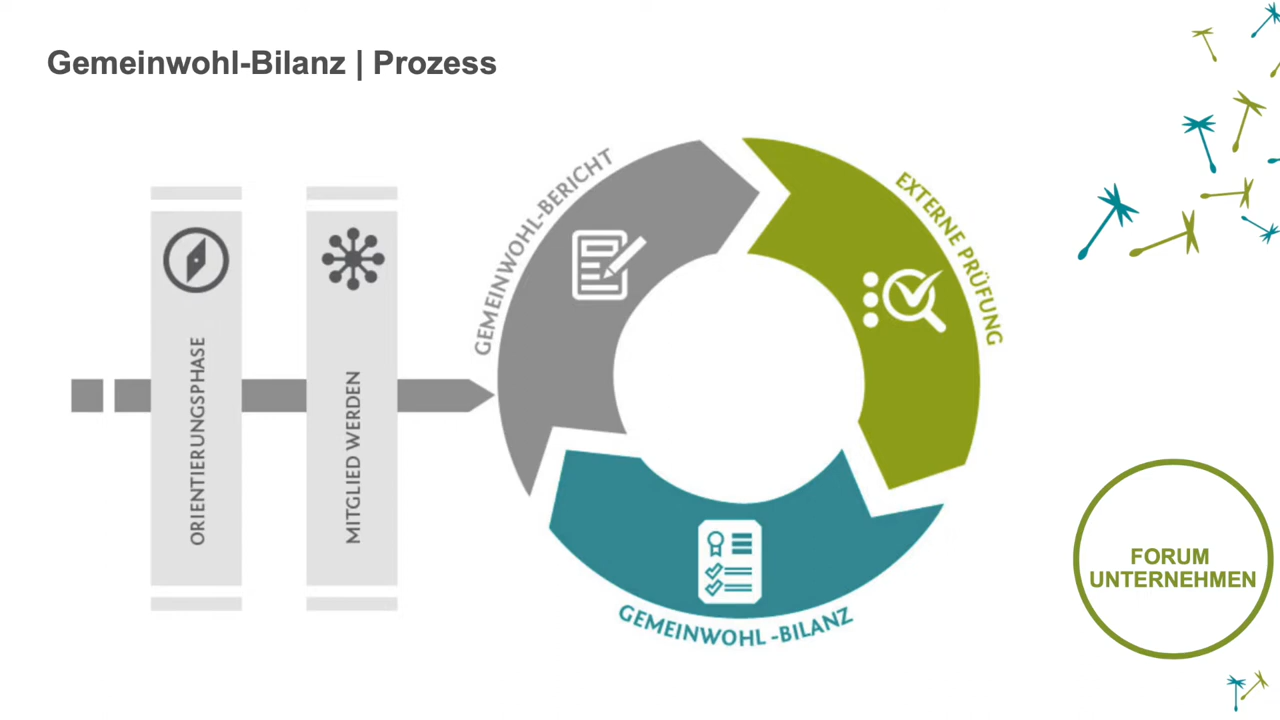 Gemeinwohl-Bilanz | Prozess
ORIENTIERUNGSPHASE
MITGLIED WERDEN
GEMEINWOHL-BERICHT
EXTERNE PRÜFUNG
GEMEINWOHL -BILANZ
FORUM
UNTERNEHMEN